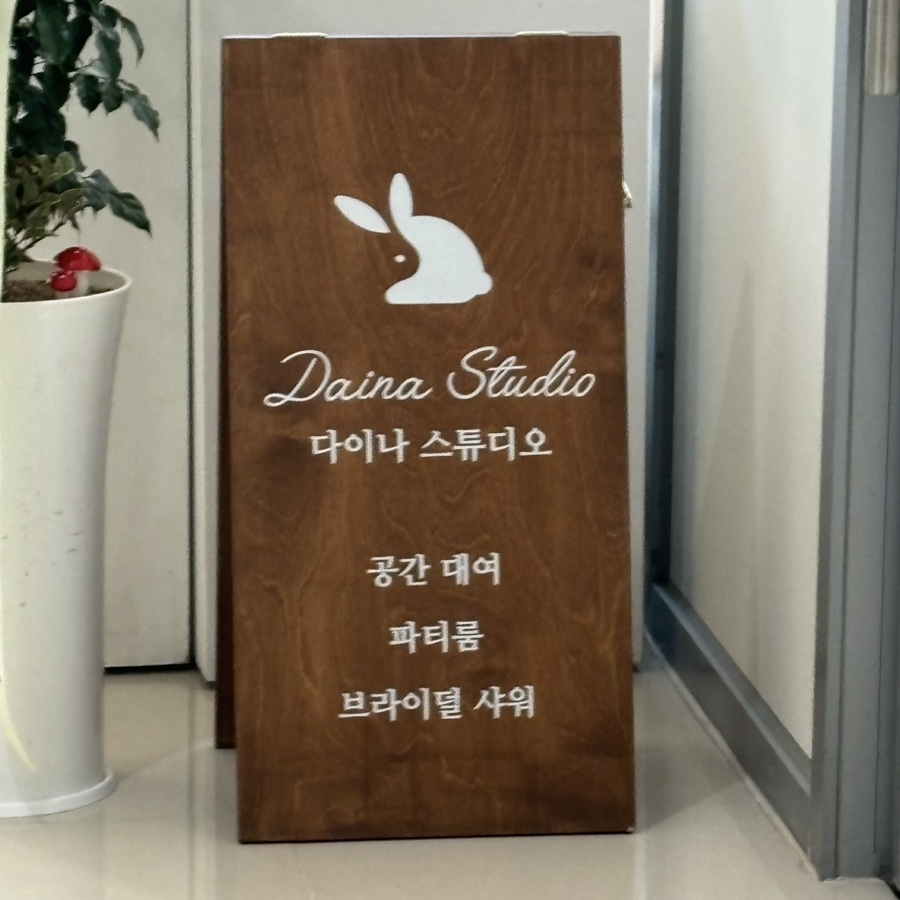 Daina Studio
다이나 스튜디오
공간 대여
파티룸
브라이덜 샤워